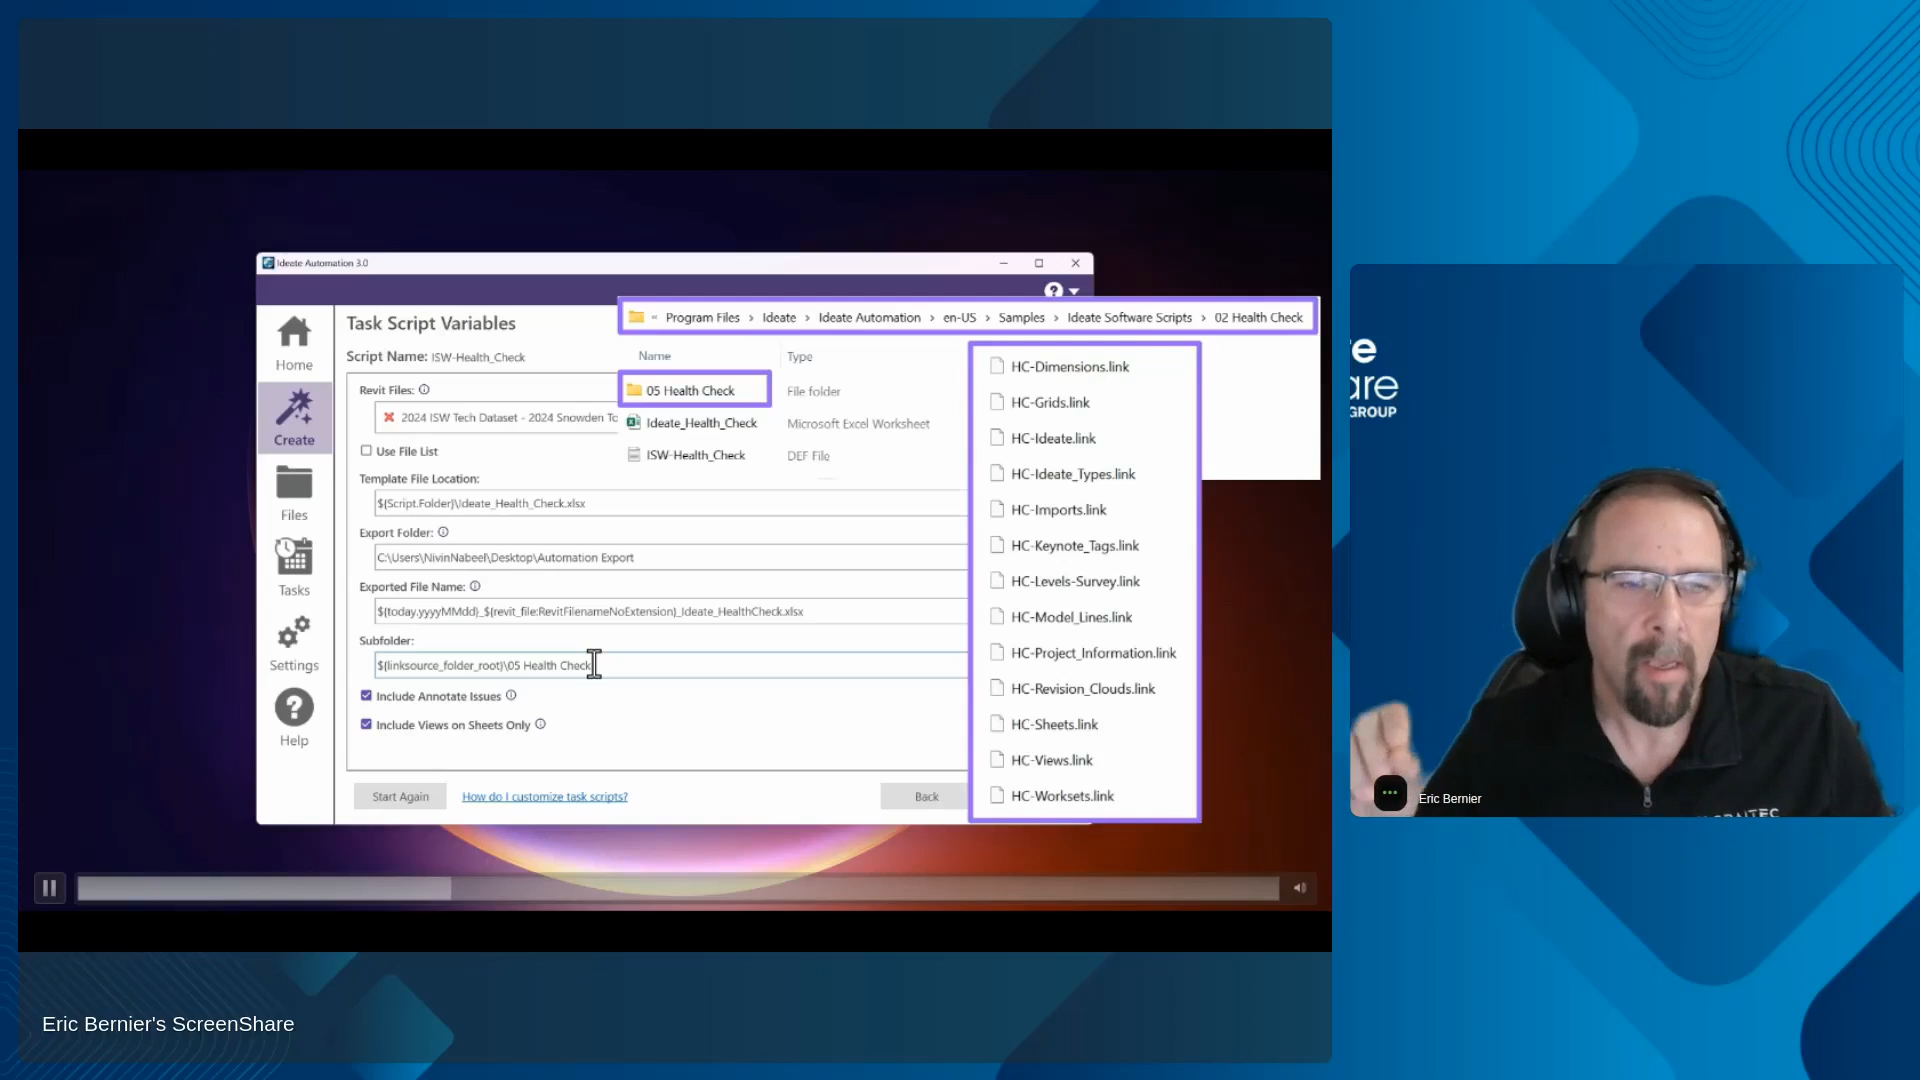 Ideate Automation 3.0
Program Files > Ideate > Ideate Automation > en-US > Samples > Ideate Software Scripts > 02 Health Check
Home
Create
Files
Tasks
Settings
Help
Task Script Variables
Script Name: ISW-Health_Check
Revit Files:
2024 ISW Tech Dataset - 2024 Snowden To
Use File List
Template File Location:
${Script.Folder}\Ideate_Health_Check.xlsx
Export Folder:
C:\Users\NivinNabeel\Desktop\Automation Export
Exported File Name:
${today.yyyyMMdd}_${revit_file:RevitFilenameNoExtension}_Ideate_HealthCheck.xlsx
Subfolder:
${linksource_folder_root}\05 Health Check
Include Annotate Issues
Include Views on Sheets Only
Start Again
How do I customize task scripts?
Back
Name
Type
05 Health Check
File folder
Ideate_Health_Check
Microsoft Excel Worksheet
ISW-Health_Check
DEF File
HC-Dimensions.link
HC-Grids.link
HC-Ideate.link
HC-Ideate_Types.link
HC-Imports.link
HC-Keynote_Tags.link
HC-Levels-Survey.link
HC-Model_Lines.link
HC-Project_Information.link
HC-Revision_Clouds.link
HC-Sheets.link
HC-Views.link
HC-Worksets.link
e
are
GROUP
Eric Bernier
Eric Bernier's ScreenShare